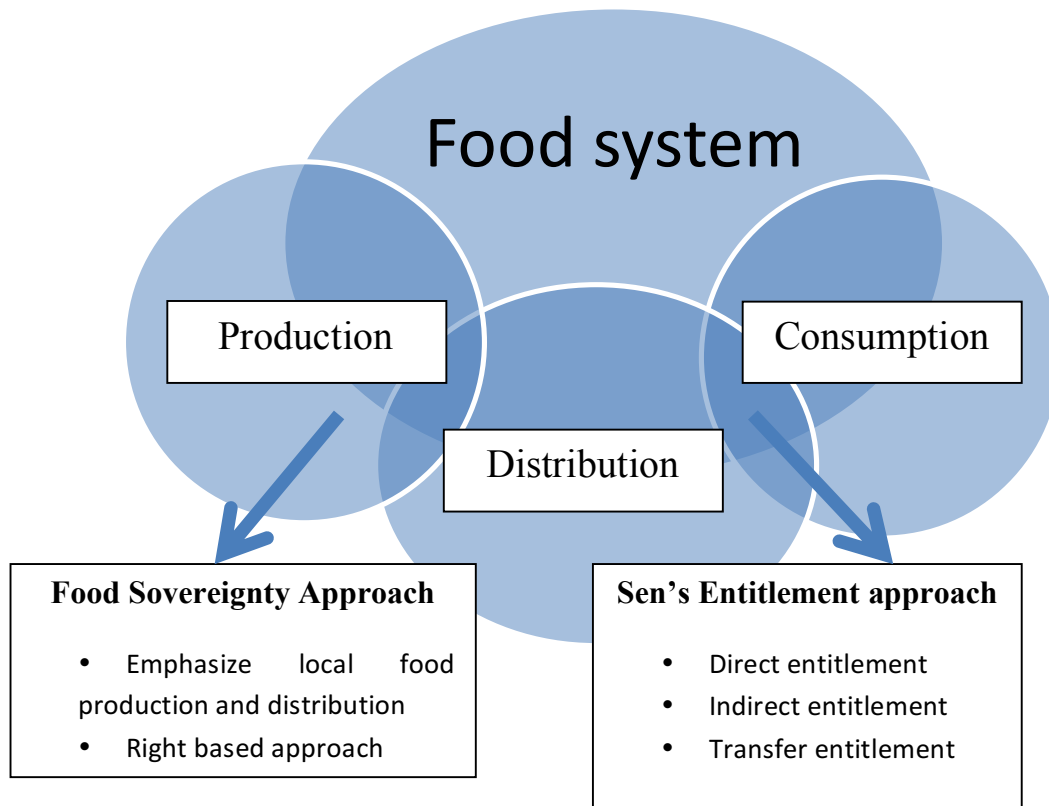 Food system
Production
Consumption
Distribution
Food Sovereignty Approach
• Emphasize local food
production and distribution
• Right based approach
Sen’s Entitlement approach
• Direct entitlement
• Indirect entitlement
• Transfer entitlement